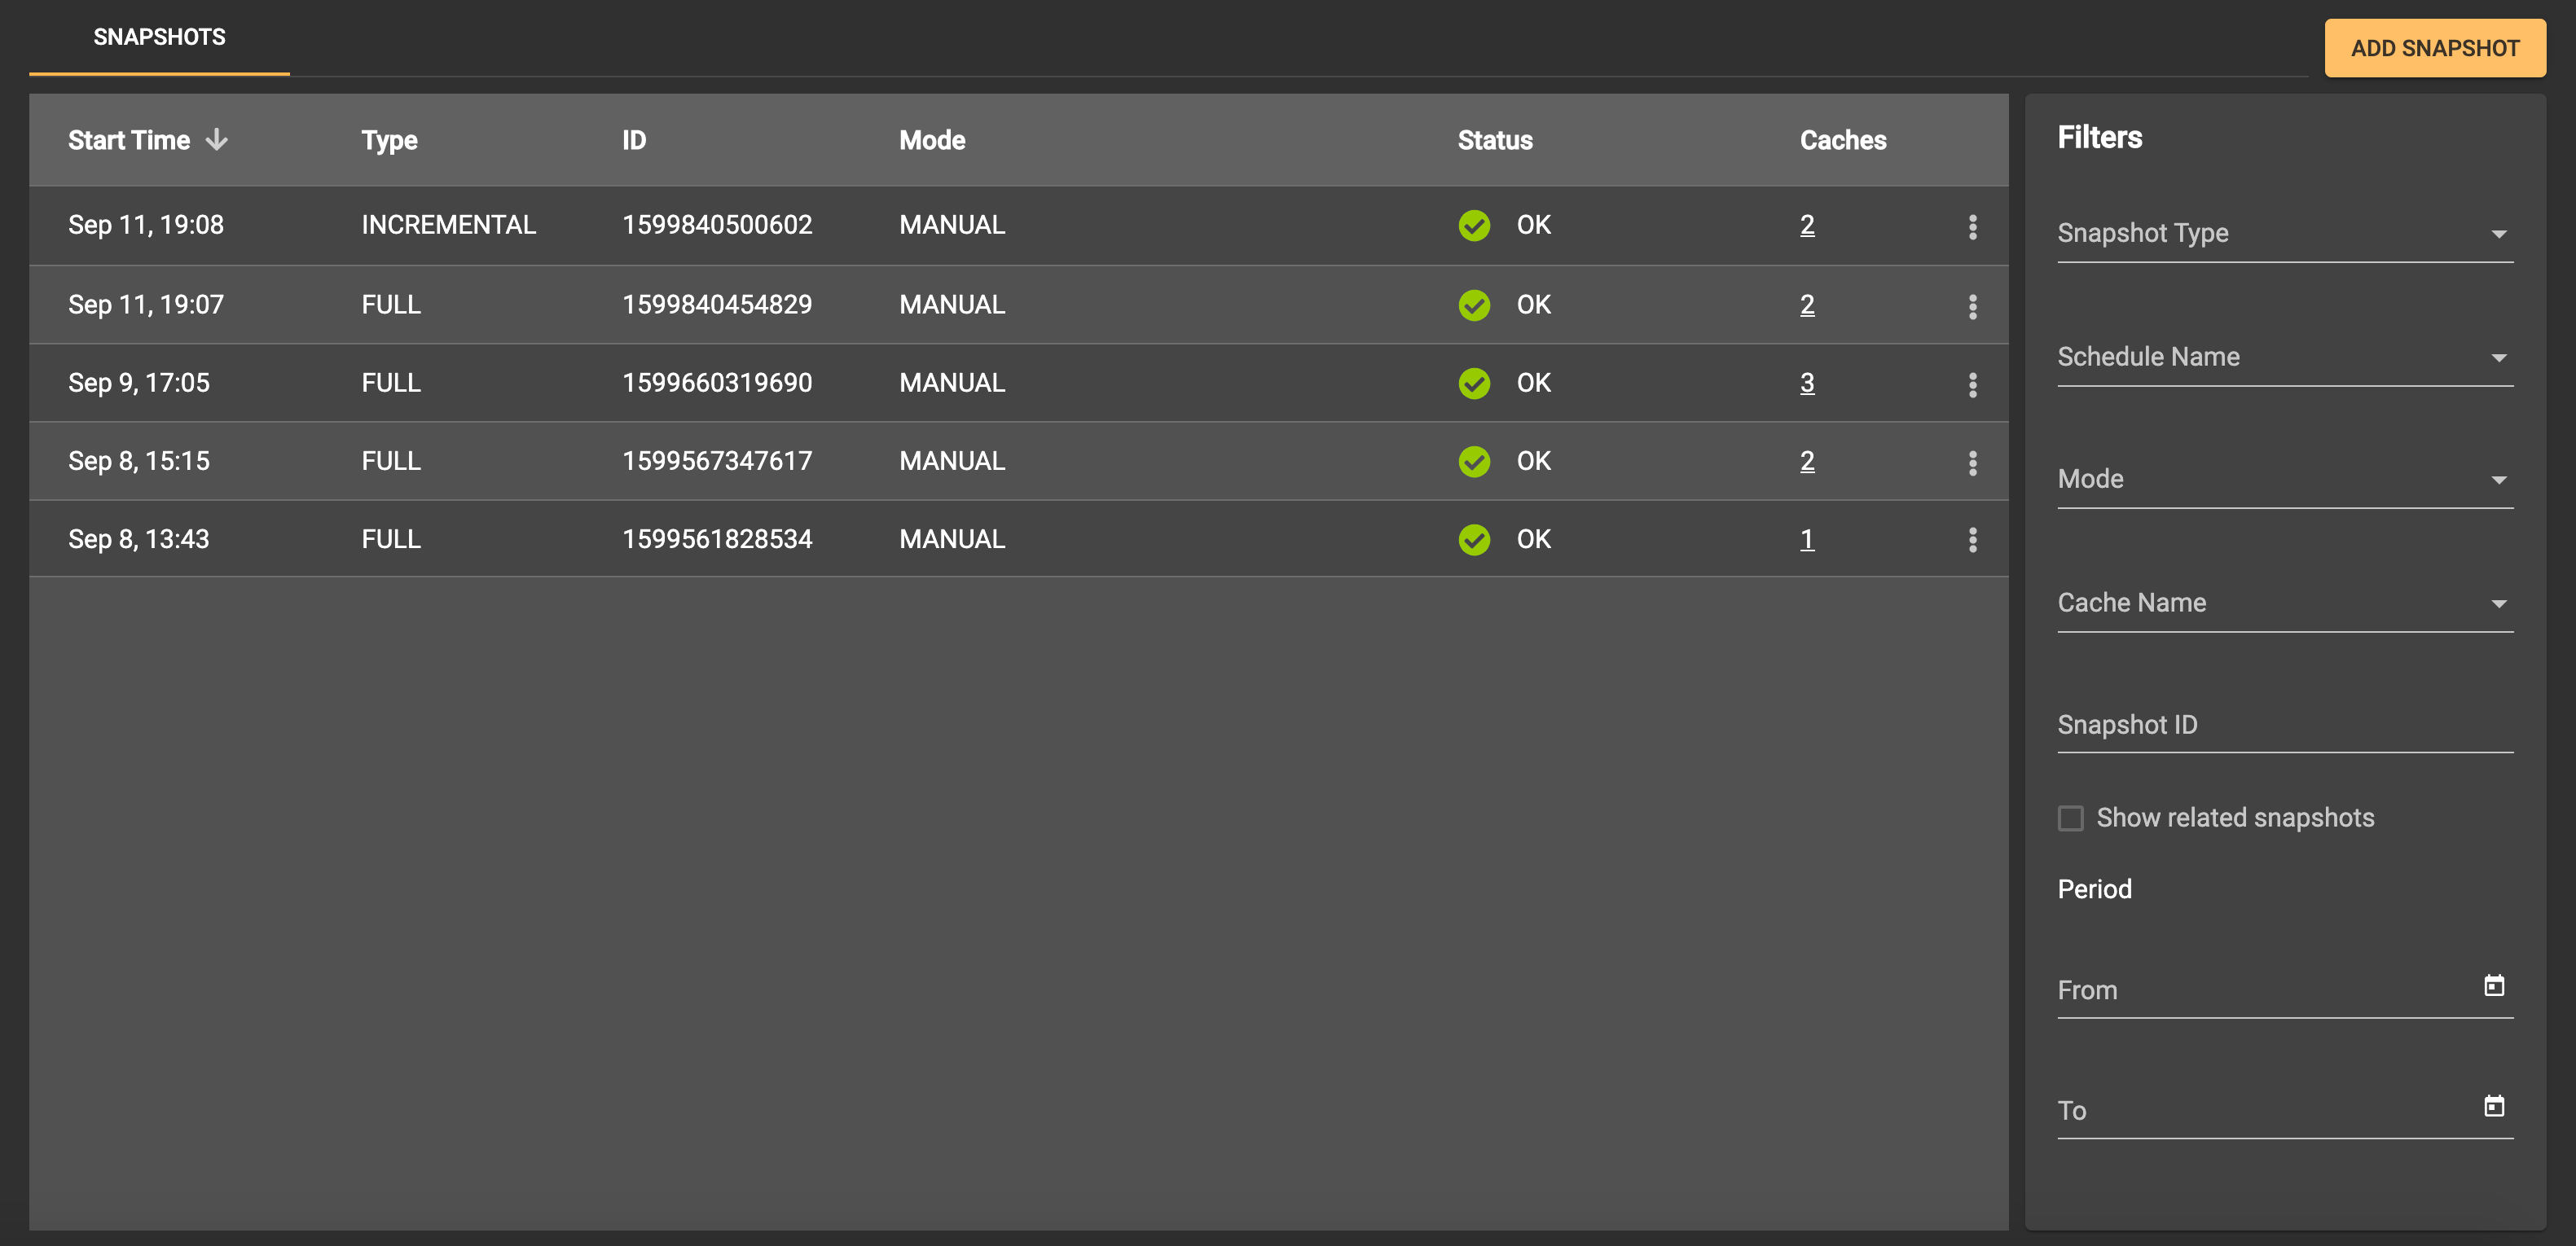 SNAPSHOTS
ADD SNAPSHOT
Start Time Type ID Mode Status Caches
Sep 11, 19:08 INCREMENTAL 1599840500602 MANUAL OK 2
Sep 11, 19:07 FULL 1599840454829 MANUAL OK 2
Sep 9, 17:05 FULL 1599660319690 MANUAL OK 3
Sep 8, 15:15 FULL 1599567347617 MANUAL OK 2
Sep 8, 13:43 FULL 1599561828534 MANUAL OK 1
Filters
Snapshot Type
Schedule Name
Mode
Cache Name
Snapshot ID
Show related snapshots
Period
From
To